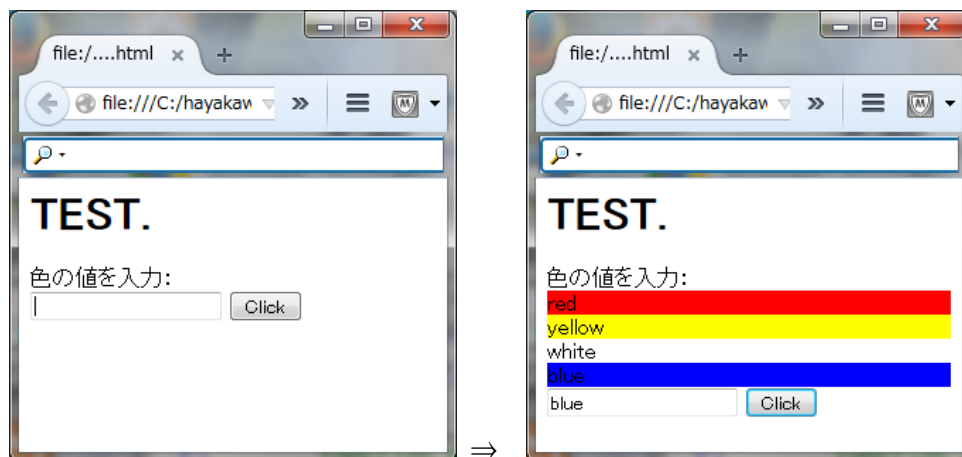 file:/....html
file:///C:/hayakaw
TEST.
色の値を入力:
Click
⇒
file:/....html
file:///C:/hayakaw
TEST.
色の値を入力:
red
yellow
white
blue
blue
Click